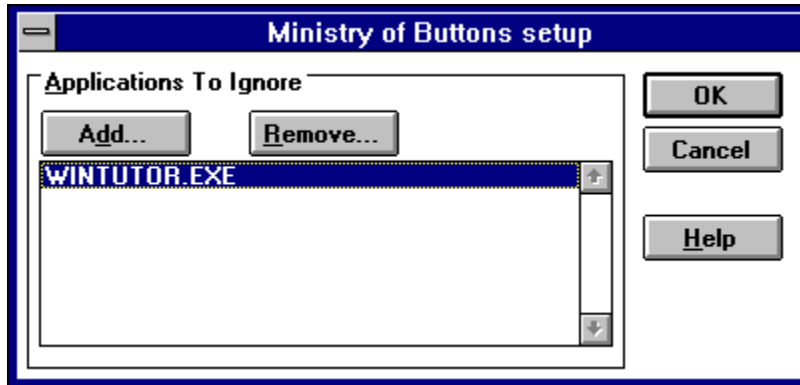 Ministry of Buttons setup
Applications To Ignore
Add...
Remove...
WINTUTOR.EXE
OK
Cancel
Help